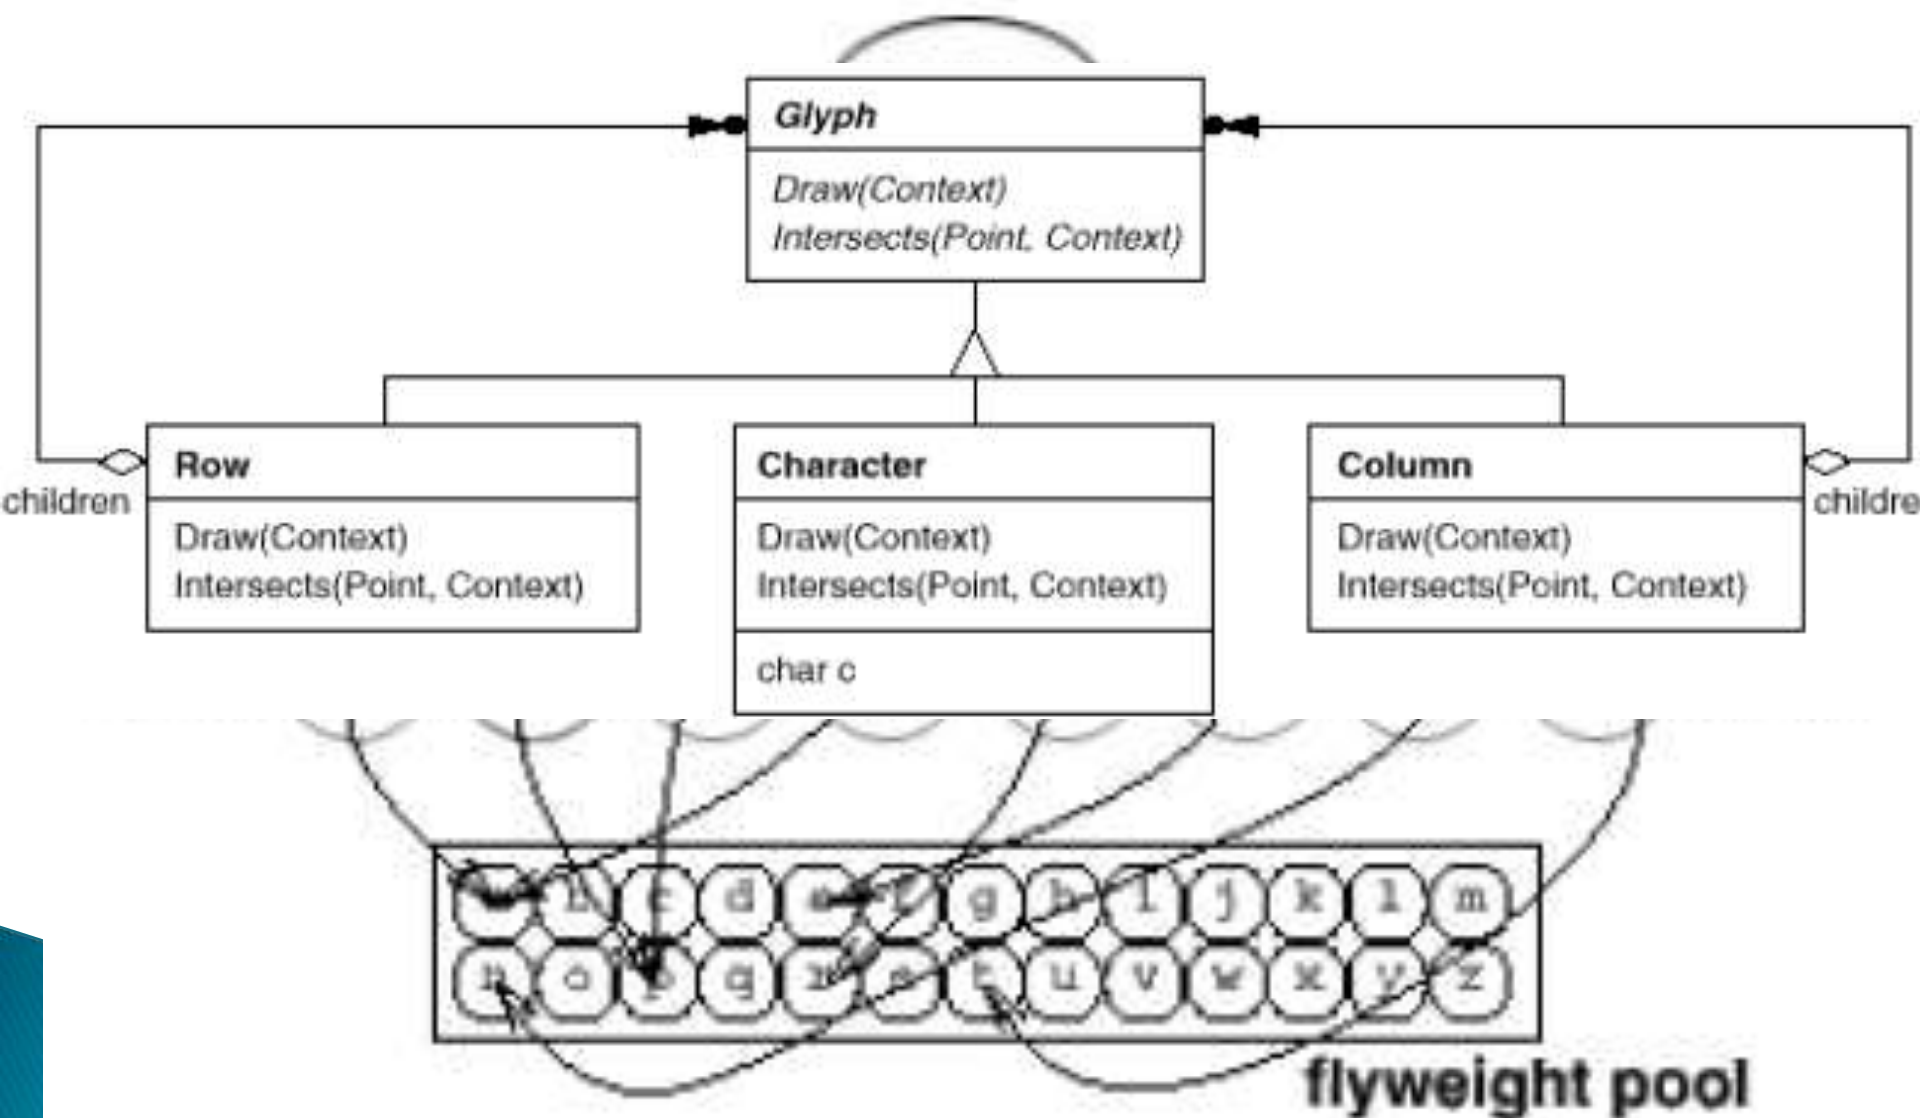 Glyph
Draw(Context)
Intersects(Point, Context)
children
Row
Draw(Context)
Intersects(Point, Context)
Character
Draw(Context)
Intersects(Point, Context)
char c
Column
Draw(Context)
Intersects(Point, Context)
childre
d g h j k l m
n o p q r s t u v w x y z
flyweight pool